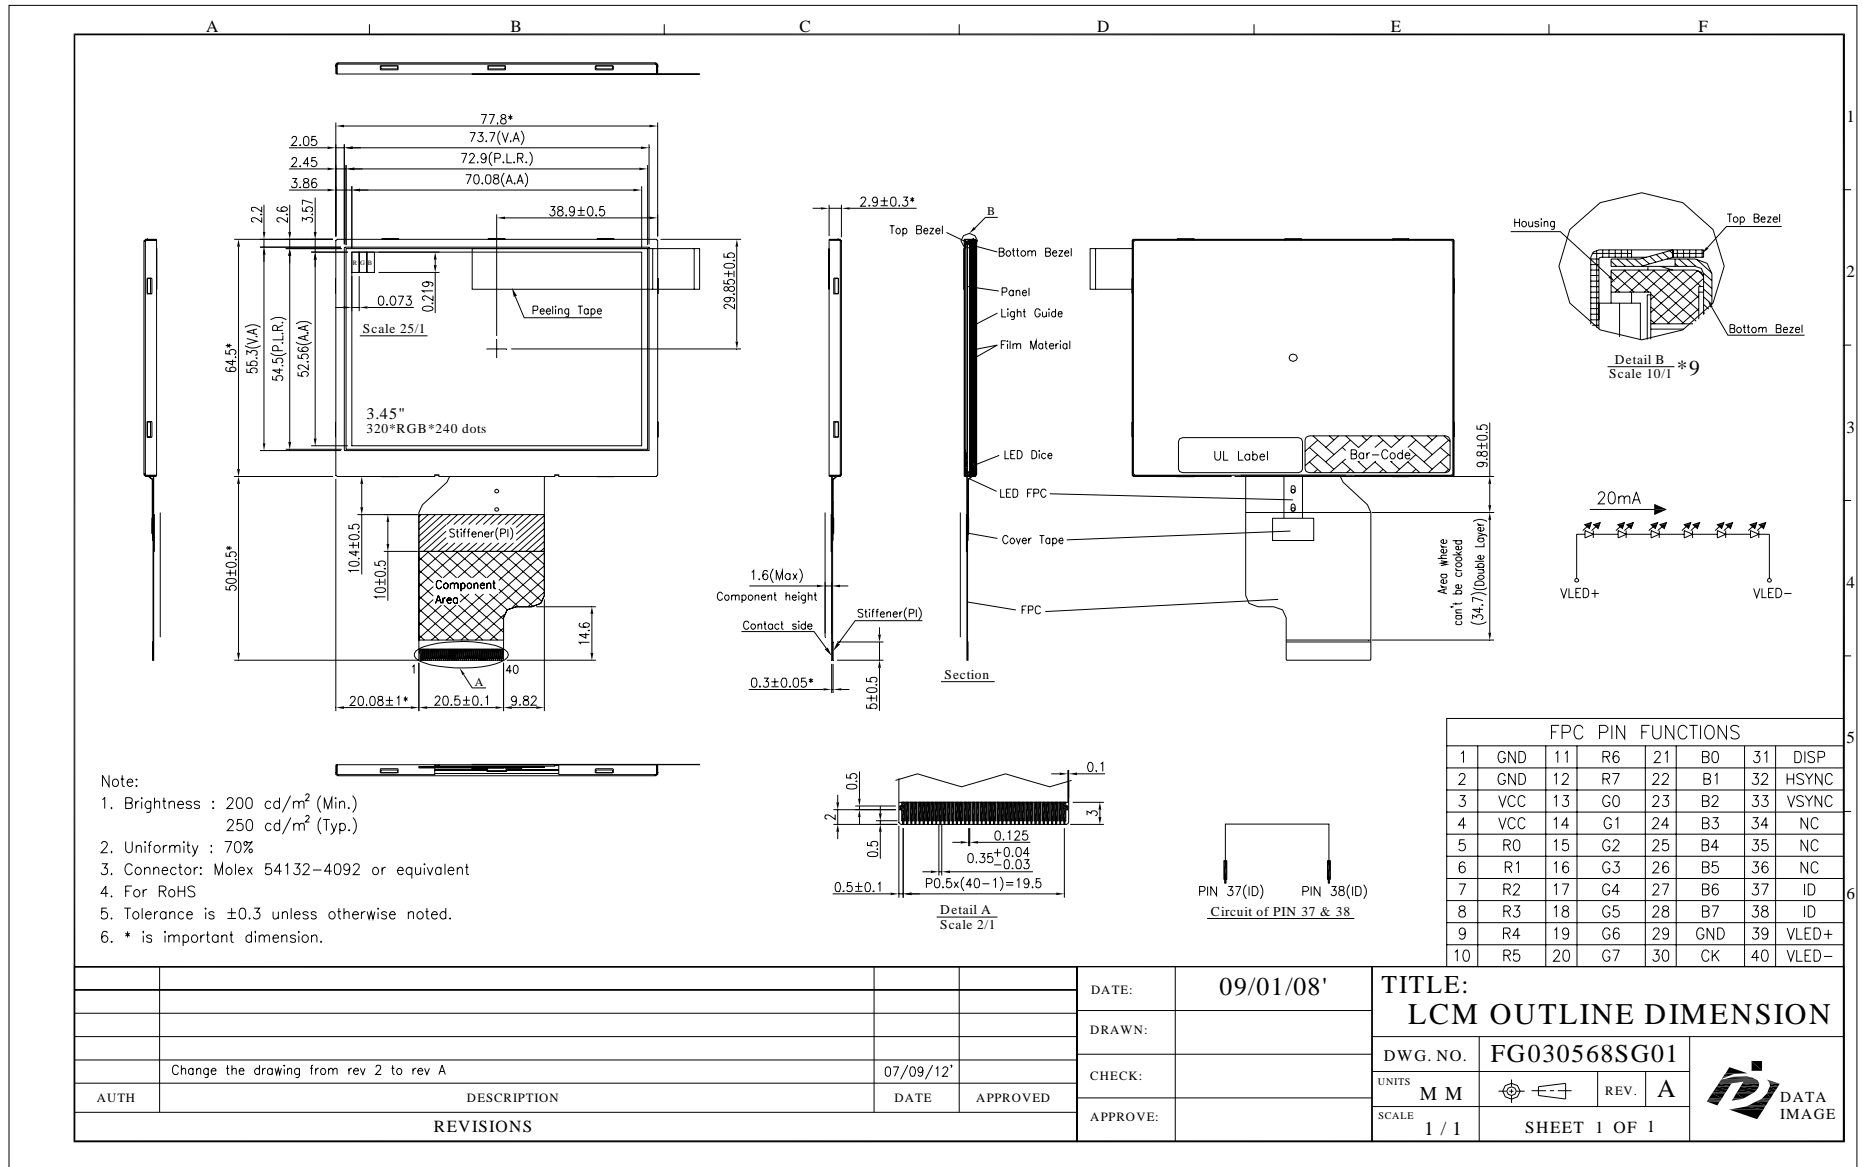 A B C D E F
1
2
3
4
5
6
77.8*
73.7(V.A)
72.9(P.L.R.)
70.08(A.A)
2.05
2.45
3.86
2.2
2.6
3.57
38.9±0.5
64.5*
55.3(V.A)
54.5(P.L.R.)
52.56(A.A)
R G B
0.073
0.219
Scale 25/1
Peeling Tape
29.85±0.5
3.45"
320*RGB*240 dots
50±0.5*
10.4±0.5
10±0.5
Stiffener(PI)
Component
Area
14.6
1
40
A
20.08±1*
20.5±0.1
9.82
2.9±0.3*
1.6(Max)
Component height
Contact side
Stiffener(PI)
0.3±0.05*
5±0.5
B
Top Bezel
Bottom Bezel
Panel
Light Guide
Film Material
LED Dice
LED FPC
Cover Tape
FPC
Section
UL Label
Bar-Code
9.8±0.5
Area where
can't be crooked
(34.7)(Double Layer)
Housing
Top Bezel
Bottom Bezel
Detail B
Scale 10/1
*9
20mA
VLED+
VLED-
0.5
2
0.5
0.1
3
0.125
0.35+0.04
-0.03
0.5±0.1
P0.5x(40-1)=19.5
Detail A
Scale 2/1
PIN 37(ID)
PIN 38(ID)
Circuit of PIN 37 & 38
Note:
1. Brightness : 200 cd/m² (Min.)
250 cd/m² (Typ.)
2. Uniformity : 70%
3. Connector: Molex 54132-4092 or equivalent
4. For RoHS
5. Tolerance is ±0.3 unless otherwise noted.
6. * is important dimension.
FPC PIN FUNCTIONS
1 GND 11 R6 21 B0 31 DISP
2 GND 12 R7 22 B1 32 HSYNC
3 VCC 13 G0 23 B2 33 VSYNC
4 VCC 14 G1 24 B3 34 NC
5 R0 15 G2 25 B4 35 NC
6 R1 16 G3 26 B5 36 NC
7 R2 17 G4 27 B6 37 ID
8 R3 18 G5 28 B7 38 ID
9 R4 19 G6 29 GND 39 VLED+
10 R5 20 G7 30 CK 40 VLED-
Change the drawing from rev 2 to rev A 07/09/12'
AUTH DESCRIPTION DATE APPROVED
REVISIONS
DATE: 09/01/08'
DRAWN:
CHECK:
APPROVE:
TITLE:
LCM OUTLINE DIMENSION
DWG. NO. FG030568SG01
UNITS MM
REV. A
SCALE 1 / 1
SHEET 1 OF 1
DATA
IMAGE